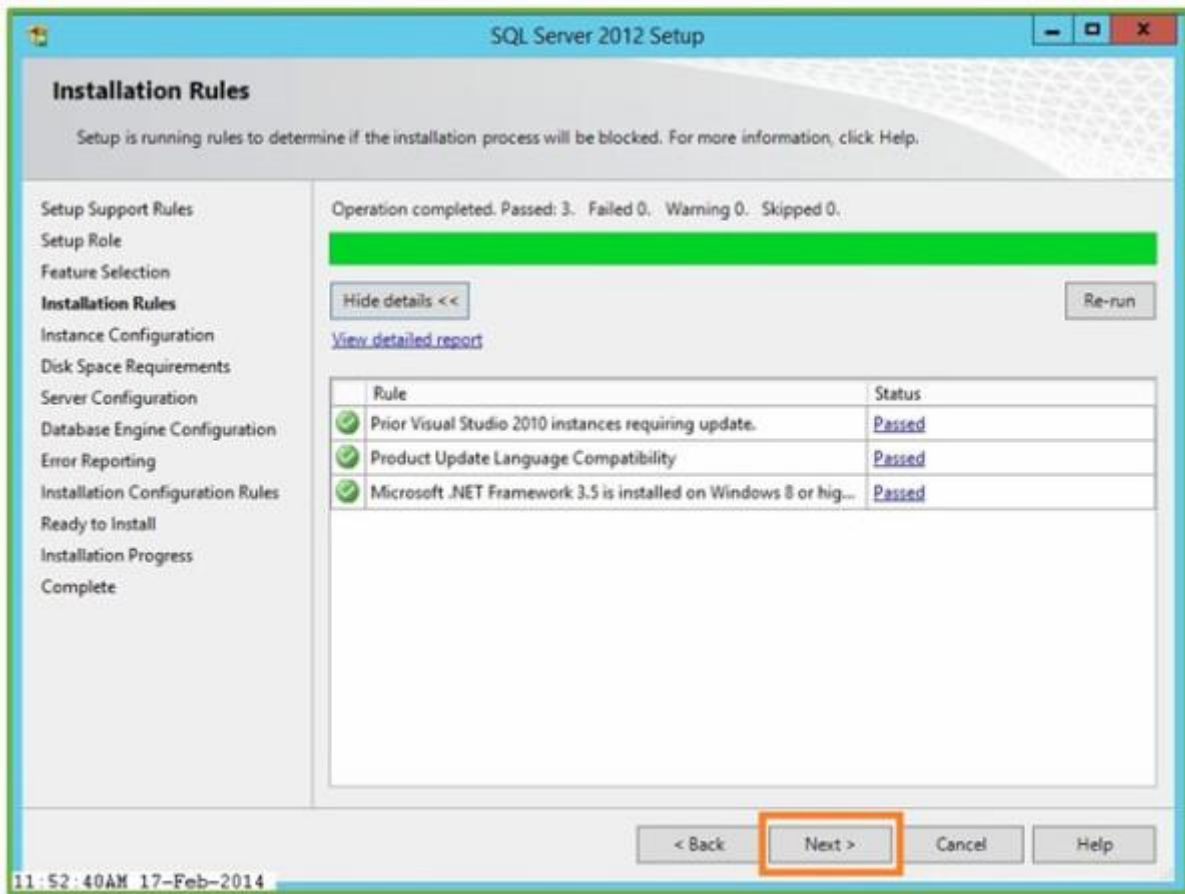 SQL Server 2012 Setup
Installation Rules
Setup is running rules to determine if the installation process will be blocked. For more information, click Help.
Setup Support Rules
Setup Role
Feature Selection
Installation Rules
Instance Configuration
Disk Space Requirements
Server Configuration
Database Engine Configuration
Error Reporting
Installation Configuration Rules
Ready to Install
Installation Progress
Complete
Operation completed. Passed: 3. Failed 0. Warning 0. Skipped 0.
Hide details <<
Re-run
View detailed report
Rule Status
Prior Visual Studio 2010 instances requiring update. Passed
Product Update Language Compatibility Passed
Microsoft .NET Framework 3.5 is installed on Windows 8 or hig... Passed
< Back Next > Cancel Help
11:52:40AM 17-Feb-2014